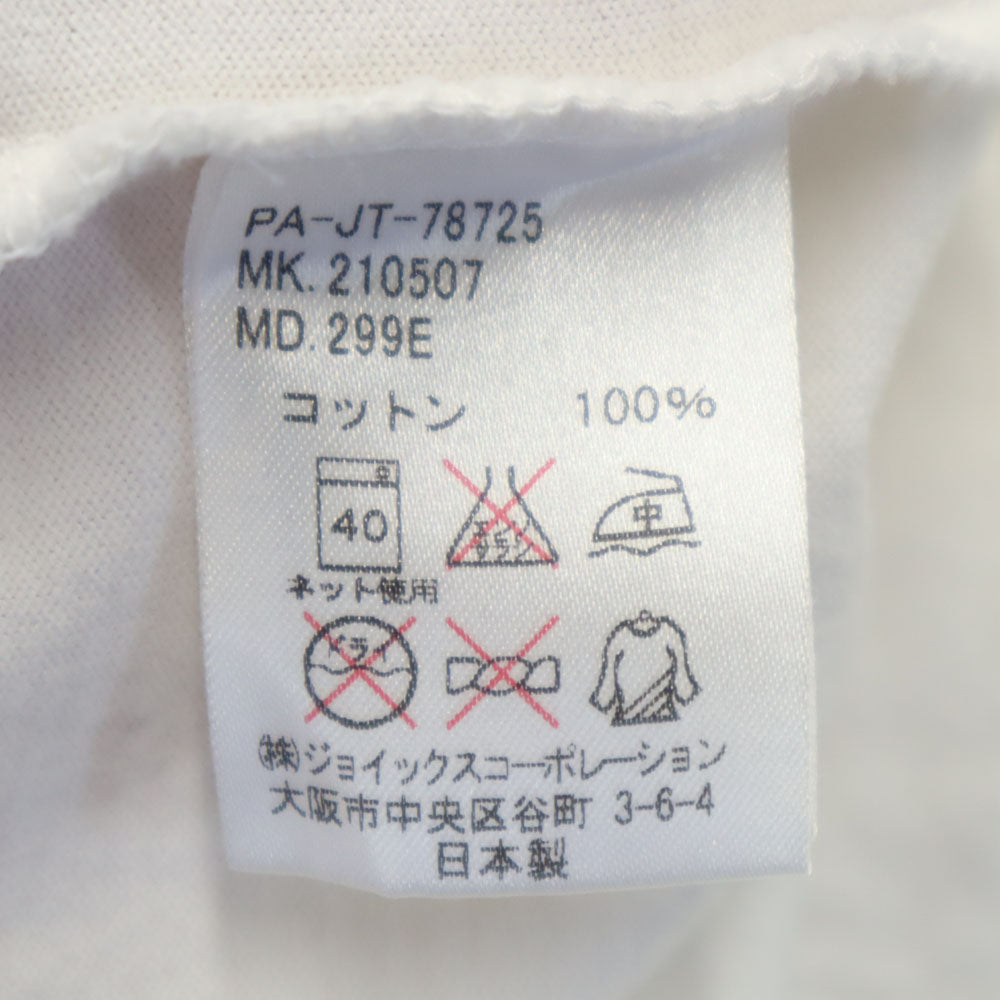 PA-JT-78725
MK. 210507
MD. 299E
コットン 100%
40 中
ネット使用
㈱ジョイックスコーポレーション
大阪市中央区谷町 3-6-4
日本製